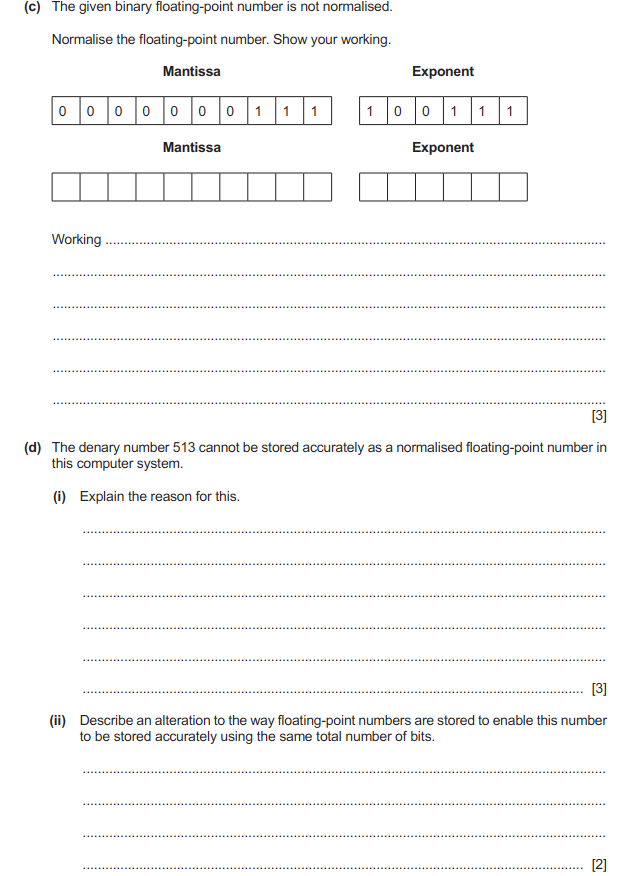 (c) The given binary floating-point number is not normalised.
Normalise the floating-point number. Show your working.
Mantissa Exponent
0 0 0 0 0 0 0 1 1 1 1 0 0 1 1 1
Mantissa Exponent
Working ..........................................................................................................................................
..........................................................................................................................................
..........................................................................................................................................
..........................................................................................................................................
..........................................................................................................................................
..........................................................................................................................................
[3]
(d) The denary number 513 cannot be stored accurately as a normalised floating-point number in
this computer system.
(i) Explain the reason for this.
..........................................................................................................................................
..........................................................................................................................................
..........................................................................................................................................
..........................................................................................................................................
..........................................................................................................................................
.................................................................................................................................... [3]
(ii) Describe an alteration to the way floating-point numbers are stored to enable this number
to be stored accurately using the same total number of bits.
..........................................................................................................................................
..........................................................................................................................................
..........................................................................................................................................
.................................................................................................................................... [2]